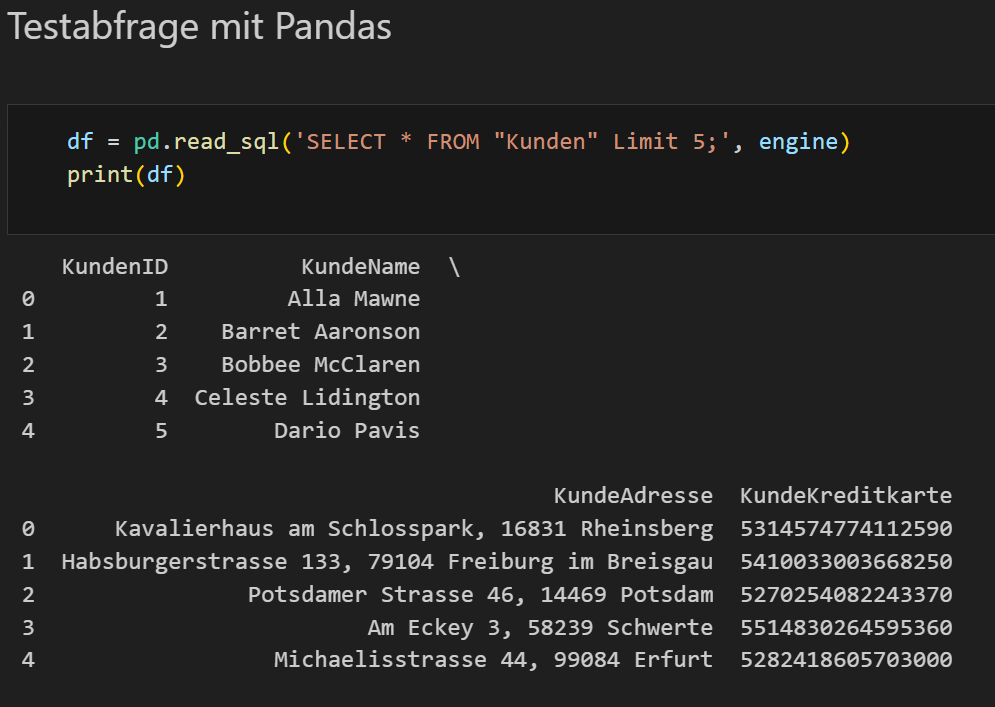 Testabfrage mit Pandas
df = pd.read_sql('SELECT * FROM "Kunden" Limit 5;', engine)
print(df)
KundenID KundeName \
0 1 Alla Mawne
1 2 Barret Aaronson
2 3 Bobbee McClaren
3 4 Celeste Lidington
4 5 Dario Pavis
KundeAdresse KundeKreditkarte
0 Kavalierhaus am Schlosspark, 16831 Rheinsberg 5314574774112590
1 Habsburgerstrasse 133, 79104 Freiburg im Breisgau 5410033003668250
2 Potsdamer Strasse 46, 14469 Potsdam 5270254082243370
3 Am Eckey 3, 58239 Schwerte 5514830264595360
4 Michaelisstrasse 44, 99084 Erfurt 5282418605703000